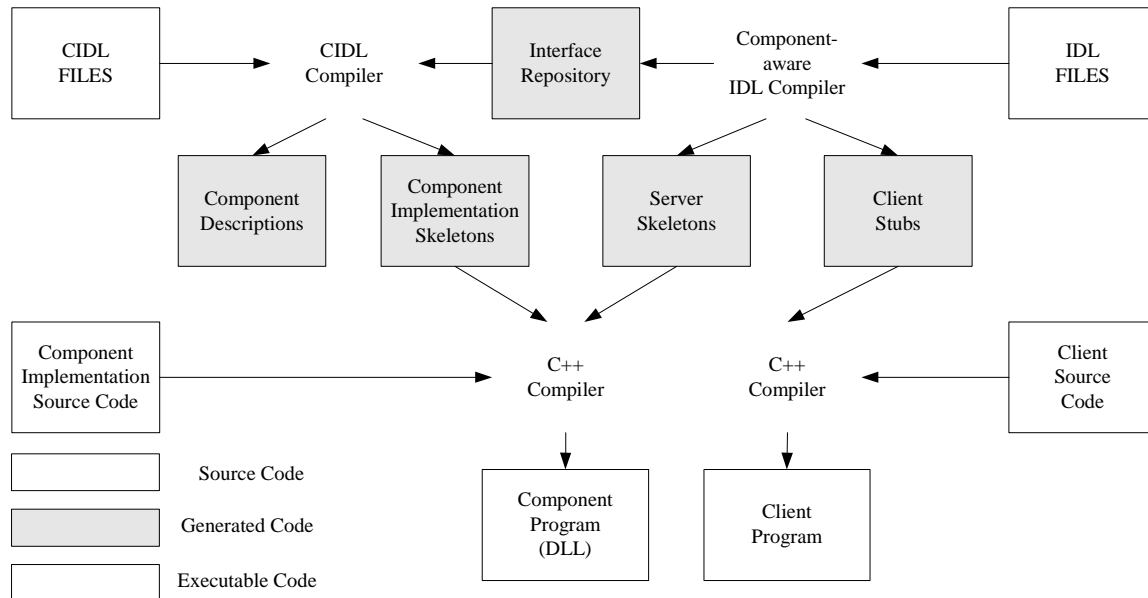 CIDL
FILES
CIDL
Compiler
Interface
Repository
Component-
aware
IDL Compiler
IDL
FILES
Component
Descriptions
Component
Implementation
Skeletons
Server
Skeletons
Client
Stubs
Component
Implementation
Source Code
C++
Compiler
C++
Compiler
Client
Source
Code
Source Code
Generated Code
Executable Code
Component
Program
(DLL)
Client
Program